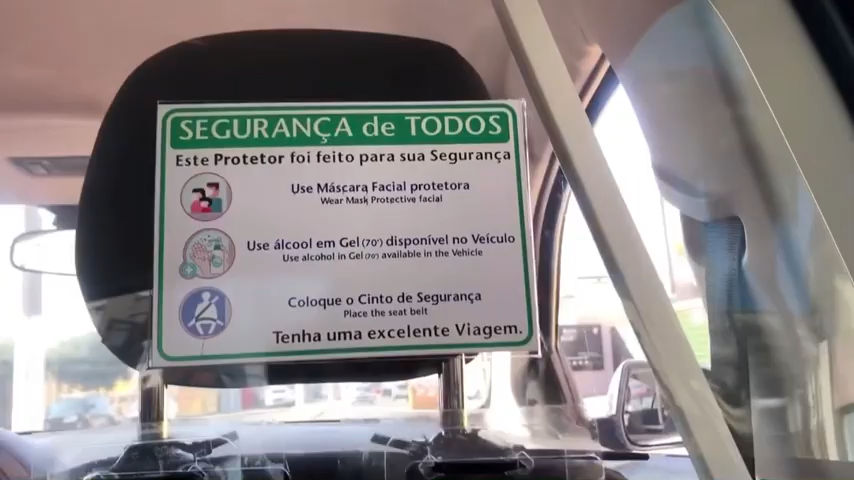 SEGURANÇA de TODOS
Este Protetor foi feito para sua Segurança
Use Máscara Facial protetora
Wear Mask Protective facial
Use álcool em Gel (70°) disponível no Veículo
Use alcohol in Gel (70°) available in the Vehicle
Coloque o Cinto de Segurança
Place the seat belt
Tenha uma excelente Viagem.